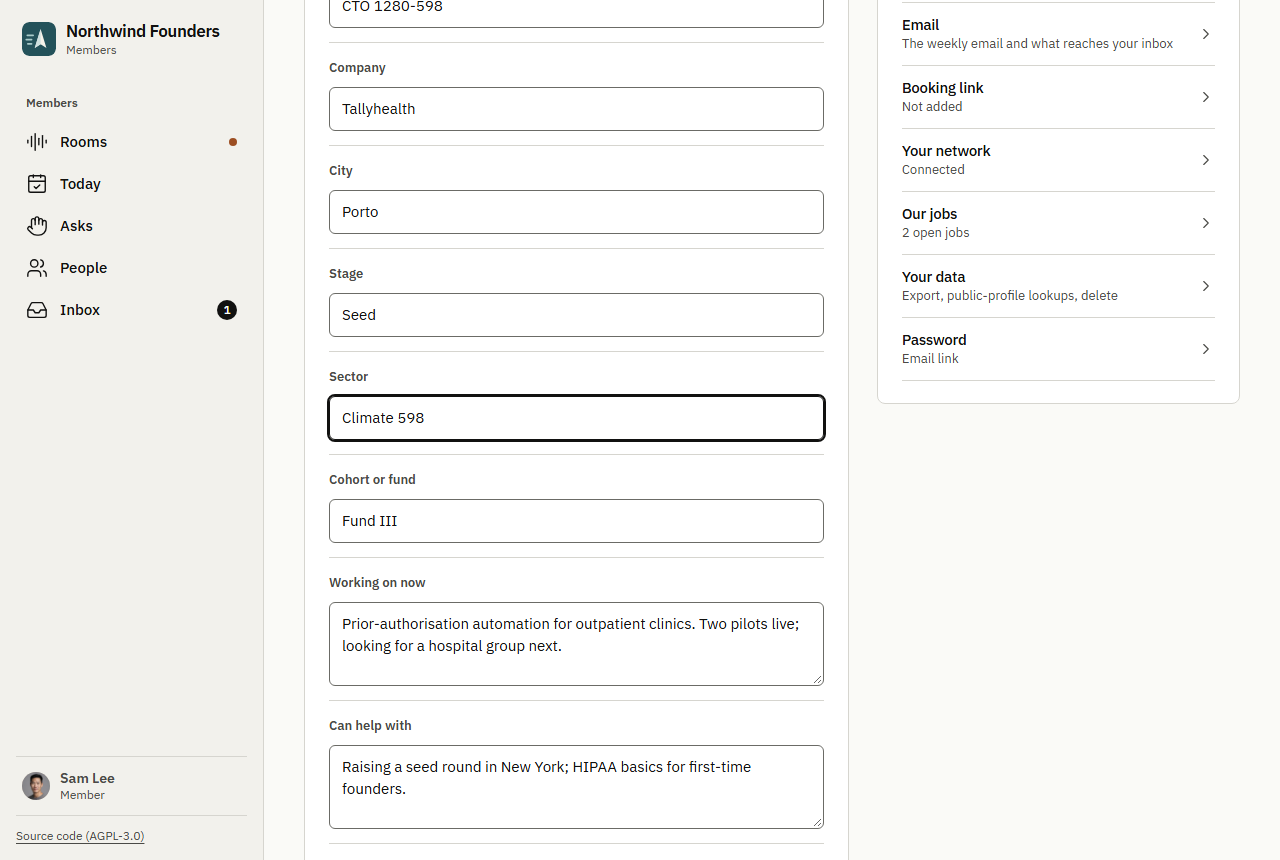 Northwind Founders
Members
Members
Rooms
Today
Asks
People
Inbox
1
Sam Lee
Member
Source code (AGPL-3.0)
CTO 1280-598
Company
Tallyhealth
City
Porto
Stage
Seed
Sector
Climate 598
Cohort or fund
Fund III
Working on now
Prior-authorisation automation for outpatient clinics. Two pilots live;
looking for a hospital group next.
Can help with
Raising a seed round in New York; HIPAA basics for first-time
founders.
Email
The weekly email and what reaches your inbox
Booking link
Not added
Your network
Connected
Our jobs
2 open jobs
Your data
Export, public-profile lookups, delete
Password
Email link